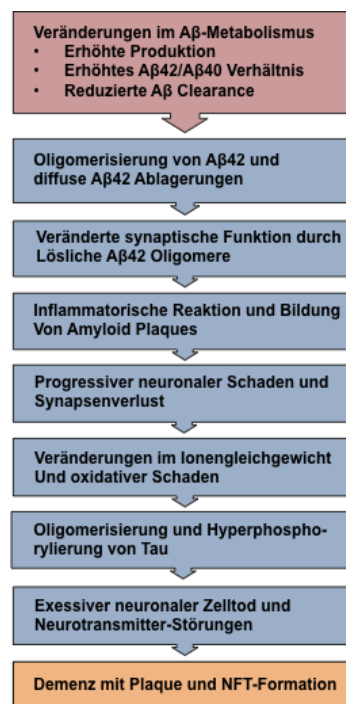 Veränderungen im Aβ-Metabolismus
• Erhöhte Produktion
• Erhöhtes Aβ42/Aβ40 Verhältnis
• Reduzierte Aβ Clearance
Oligomerisierung von Aβ42 und
diffuse Aβ42 Ablagerungen
Veränderte synaptische Funktion durch
Lösliche Aβ42 Oligomere
Inflammatorische Reaktion und Bildung
Von Amyloid Plaques
Progressiver neuronaler Schaden und
Synapsenverlust
Veränderungen im Ionengleichgewicht
Und oxidativer Schaden
Oligomerisierung und Hyperphospho-
rylierung von Tau
Exessiver neuronaler Zelltod und
Neurotransmitter-Störungen
Demenz mit Plaque und NFT-Formation